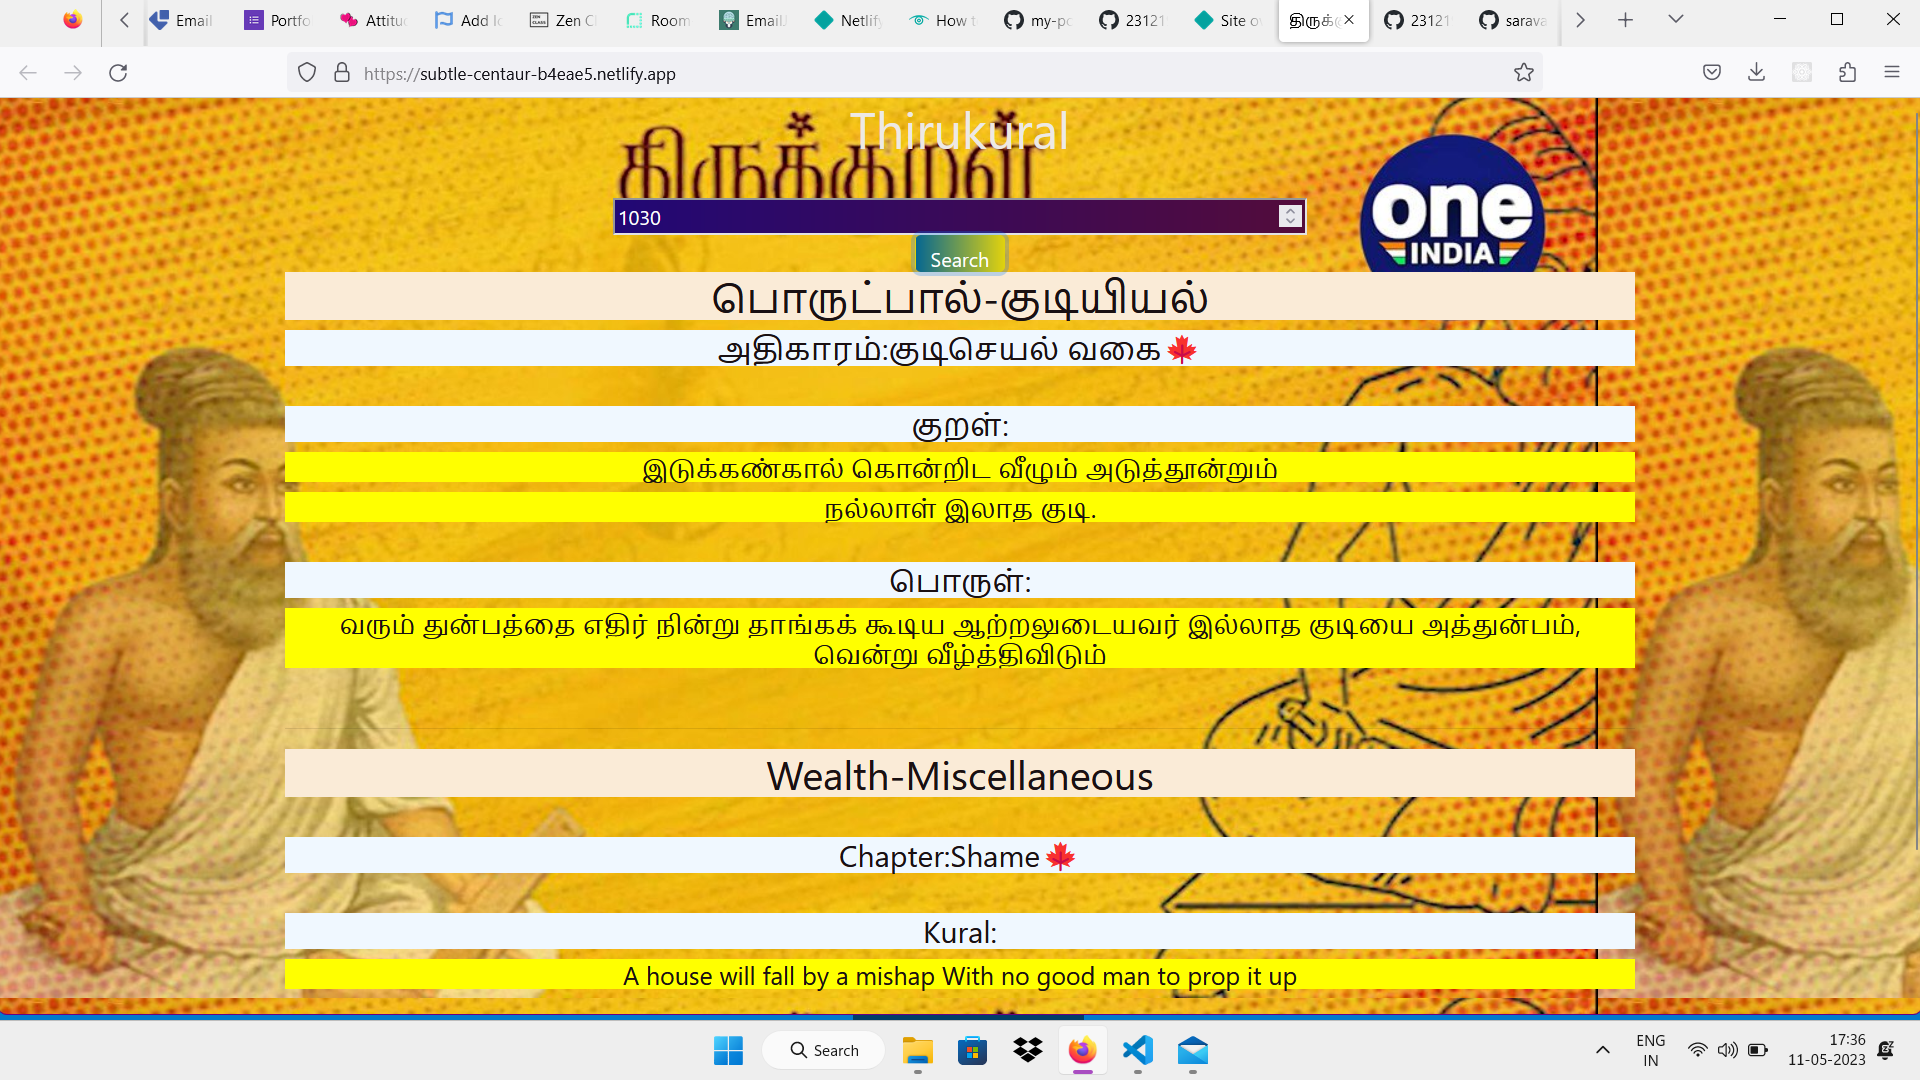 Email
Portfo
Attitud
Add Ic
Zen Cl
Room
EmailJ
Netlify
How t
my-po
23121
Site o
திருக்கு
23121
sarava
https://subtle-centaur-b4eae5.netlify.app
Thirukural
திருக்குறள்
one
INDIA
1030
Search
பொருட்பால்-குடியியல்
அதிகாரம்:குடிசெயல் வகை🍁
குறள்:
இடுக்கண்கால் கொன்றிட வீழும் அடுத்தூன்றும்
நல்லாள் இலாத குடி.
பொருள்:
வரும் துன்பத்தை எதிர் நின்று தாங்கக் கூடிய ஆற்றலுடையவர் இல்லாத குடியை அத்துன்பம்,
வென்று வீழ்த்திவிடும்
Wealth-Miscellaneous
Chapter:Shame🍁
Kural:
A house will fall by a mishap With no good man to prop it up
Search
ENG
IN
17:36
11-05-2023